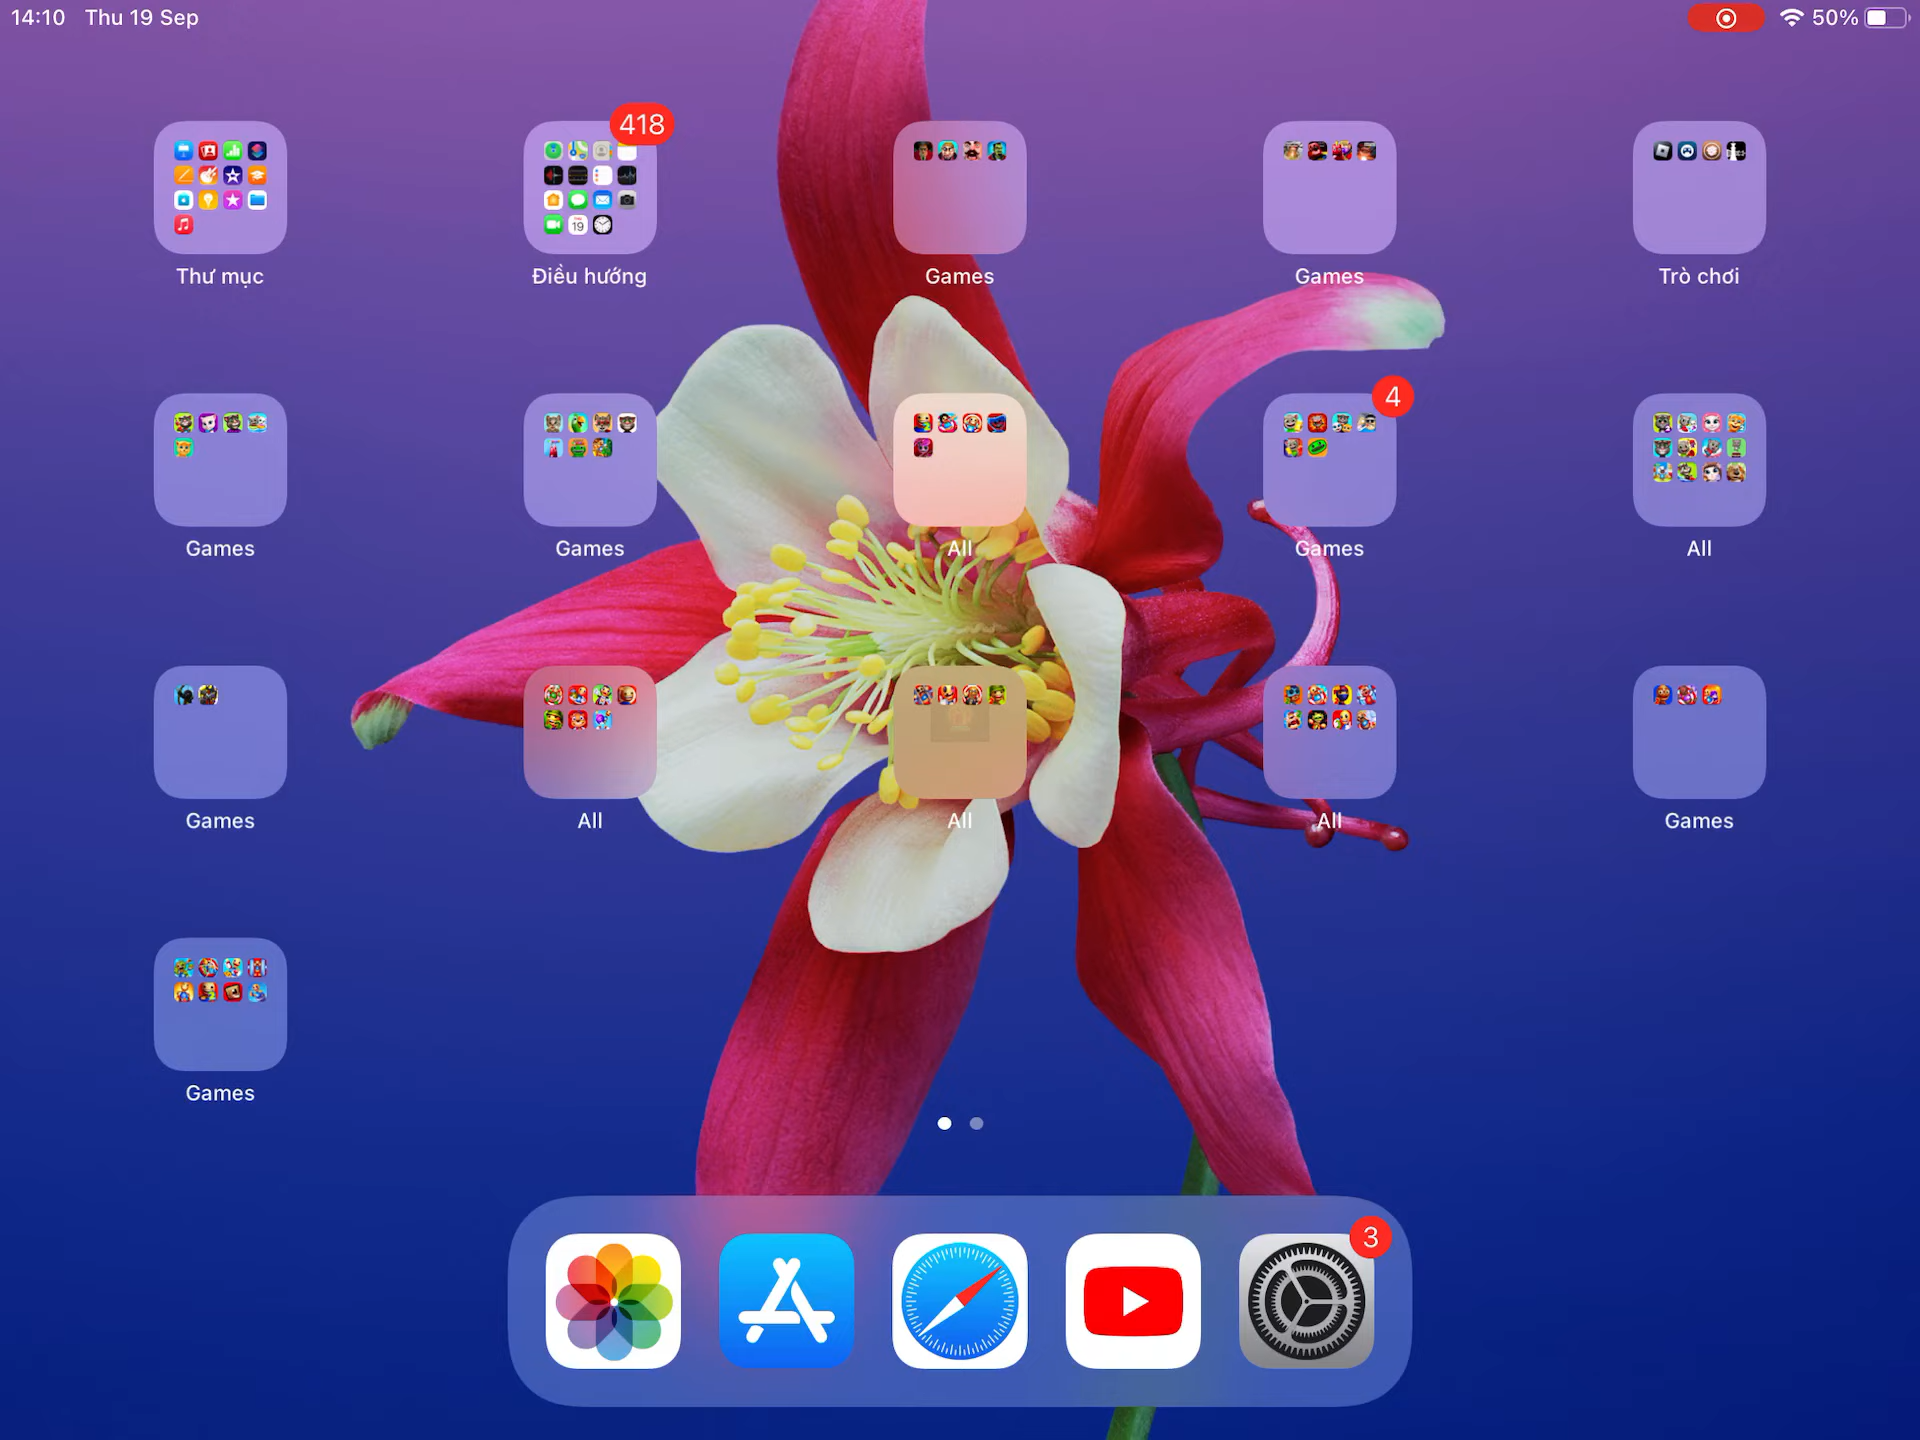 14:10 Thu 19 Sep 50%
418
Thư mục Điều hướng Games Games Trò chơi
19
4
Games Games All Games All
Games All All All Games
Games
3